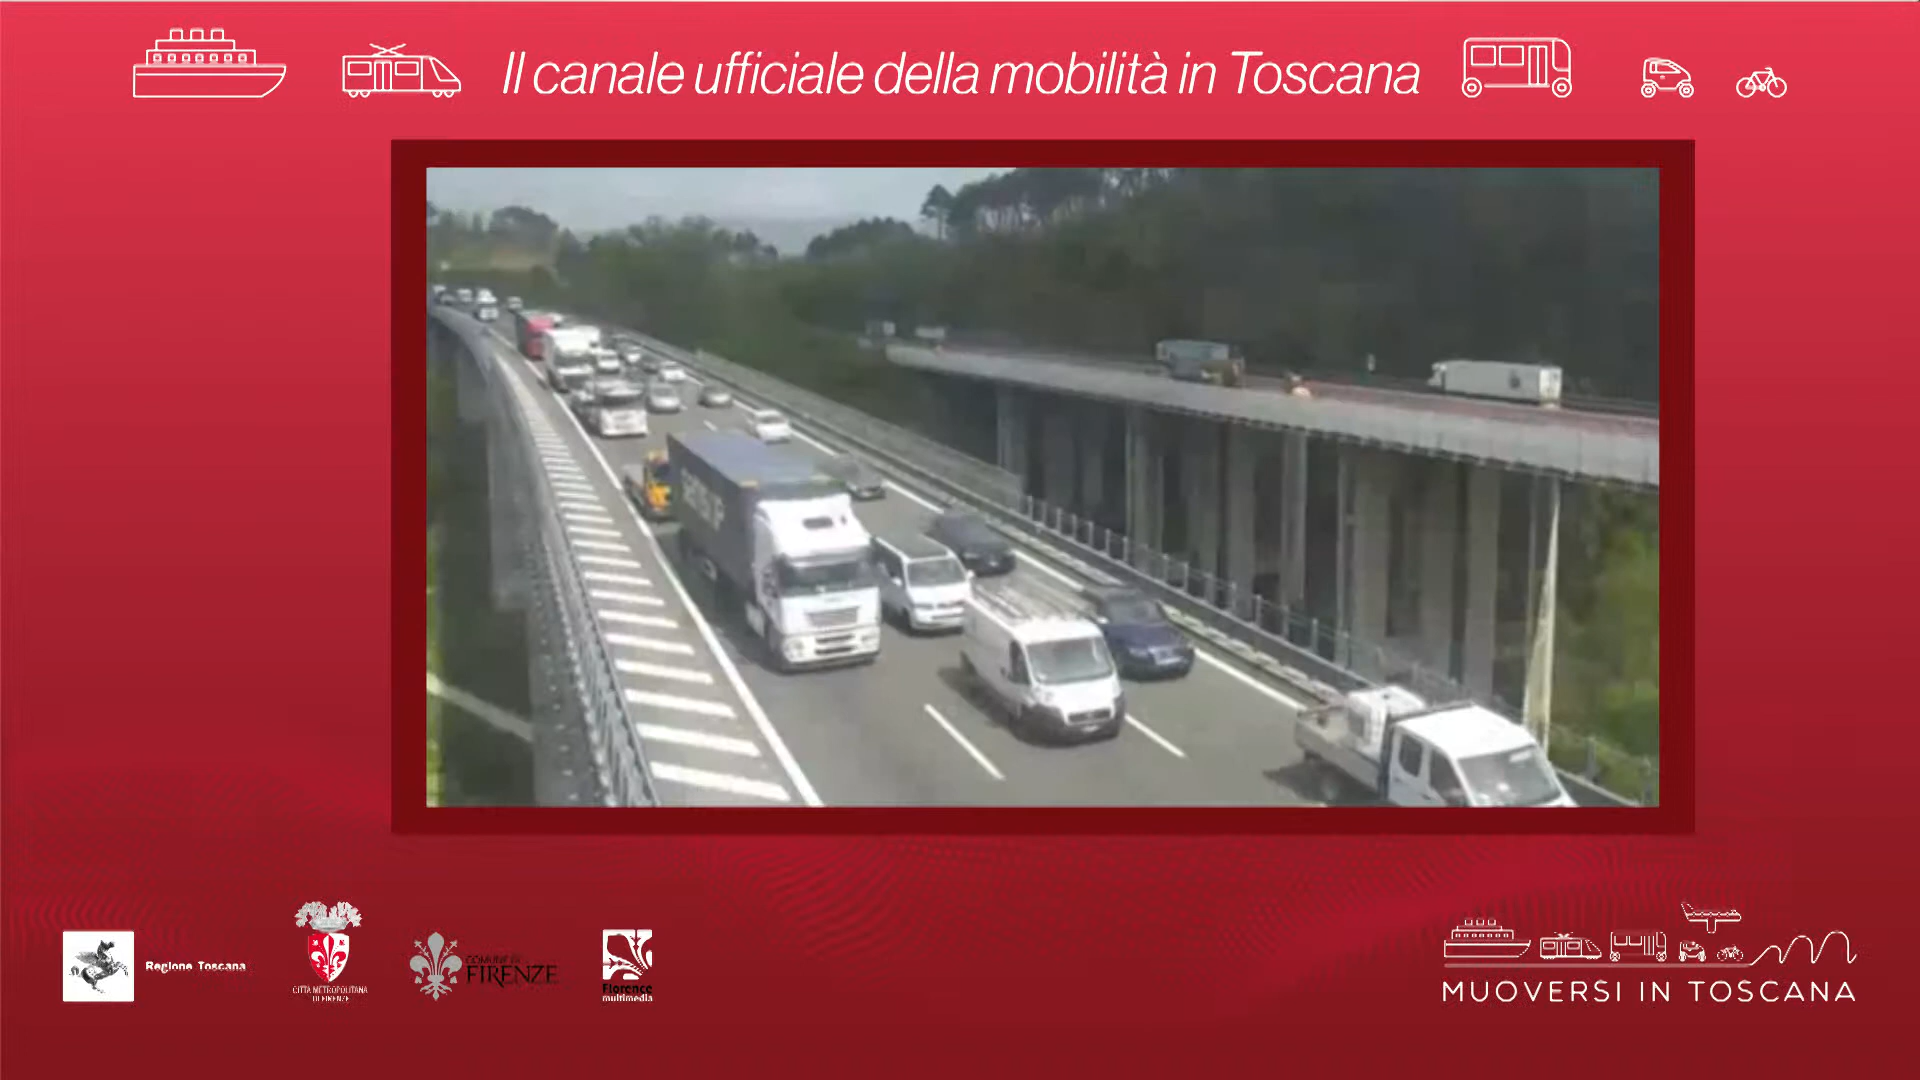 Il canale ufficiale della mobilità in Toscana
Regione Toscana
CITTÀ METROPOLITANA
DI FIRENZE
COMUNE DI
FIRENZE
Florence
multimedia
MUOVERSI IN TOSCANA